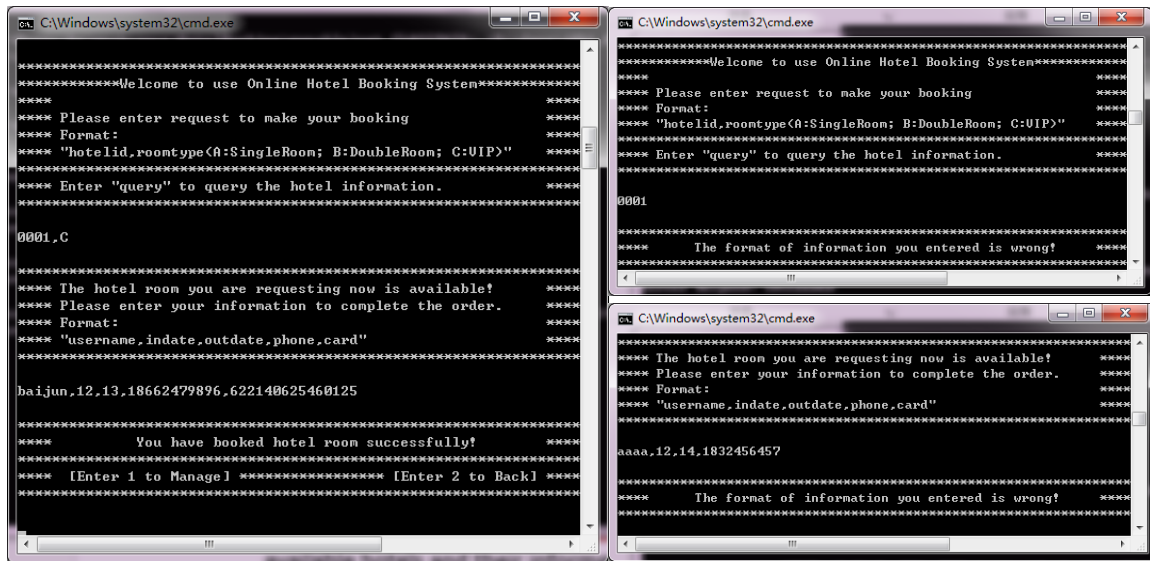 C:\Windows\system32\cmd.exe
*******************************************************************
************Welcome to use Online Hotel Booking System************
**** ****
**** Please enter request to make your booking ****
**** Format: ****
**** "hotelid,roomtype(A:SingleRoom; B:DoubleRoom; C:VIP)" ****
*******************************************************************
**** Enter "query" to query the hotel information. ****
*******************************************************************
0001,C
*******************************************************************
**** The hotel room you are requesting now is available! ****
**** Please enter your information to complete the order. ****
**** Format: ****
**** "username,indate,outdate,phone,card" ****
*******************************************************************
baijun,12,13,18662479896,622140625460125
*******************************************************************
**** You have booked hotel room successfully! ****
*******************************************************************
**** [Enter 1 to Manage] ***************** [Enter 2 to Back] ****
*******************************************************************
C:\Windows\system32\cmd.exe
*************************************************************
***********Welcome to use Online Hotel Booking System***********
**** ****
**** Please enter request to make your booking ****
**** Format: ****
**** "hotelid,roomtype(A:SingleRoom; B:DoubleRoom; C:VIP)"
*************************************************************
**** Enter "query" to query the hotel information. ****
*************************************************************
0001
*************************************************************
**** The format of information you entered is wrong! ****
*************************************************************
C:\Windows\system32\cmd.exe
*************************************************************
**** The hotel room you are requesting now is available! ****
**** Please enter your information to complete the order. ****
**** Format: ****
**** "username,indate,outdate,phone,card" ****
*************************************************************
aaaa,12,14,1832456457
*************************************************************
**** The format of information you entered is wrong! ****
*************************************************************